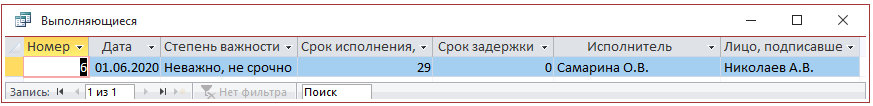 Выполняющиеся
Номер Дата Степень важности Срок исполнения, Срок задержки Исполнитель Лицо, подписавше
6 01.06.2020 Неважно, не срочно 29 0 Самарина О.В. Николаев А.В.
Запись: 1 из 1 Нет фильтра Поиск